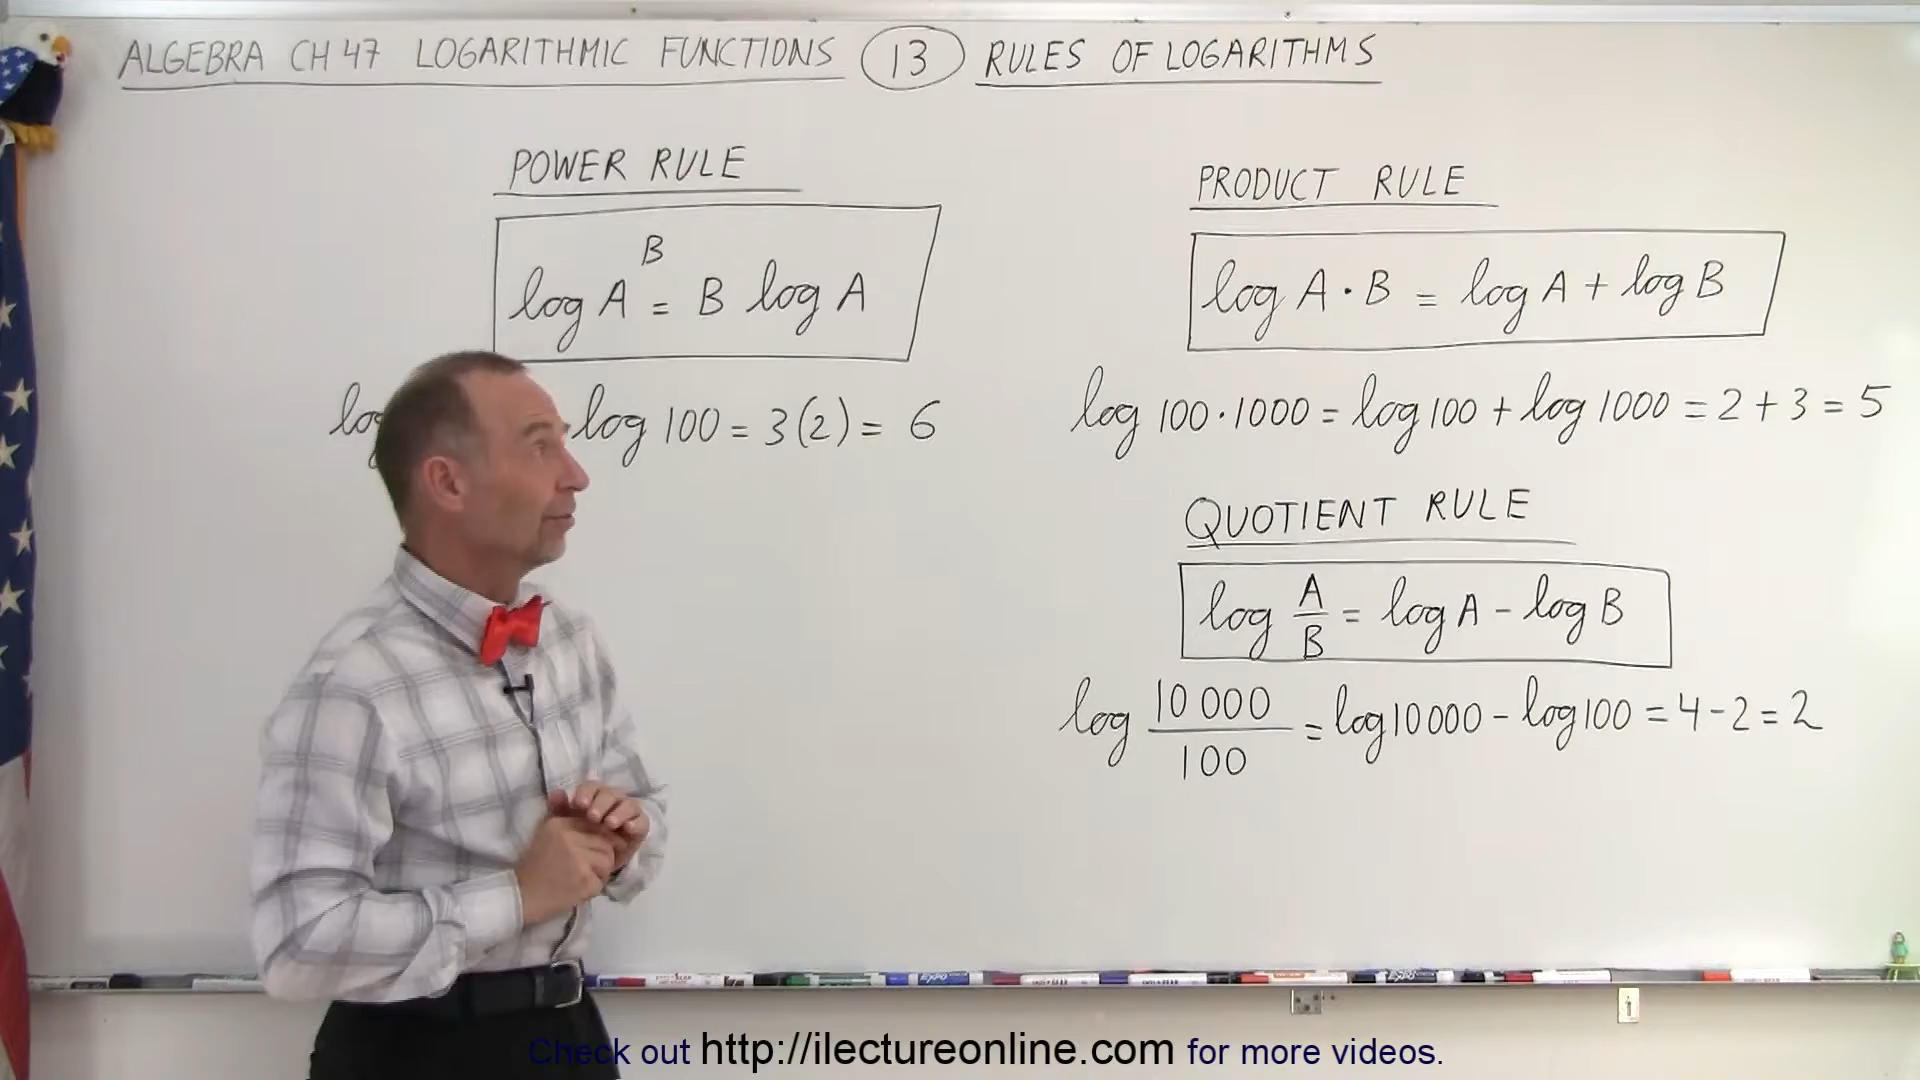 ALGEBRA CH 47 LOGARITHMIC FUNCTIONS 13 RULES OF LOGARITHMS
POWER RULE
log A^B = B log A
log 100 = 3(2) = 6
PRODUCT RULE
log A · B = log A + log B
log 100 · 1000 = log 100 + log 1000 = 2 + 3 = 5
QUOTIENT RULE
log A/B = log A - log B
log 10 000/100 = log 10 000 - log 100 = 4 - 2 = 2
Check out http://ilectureonline.com for more videos.